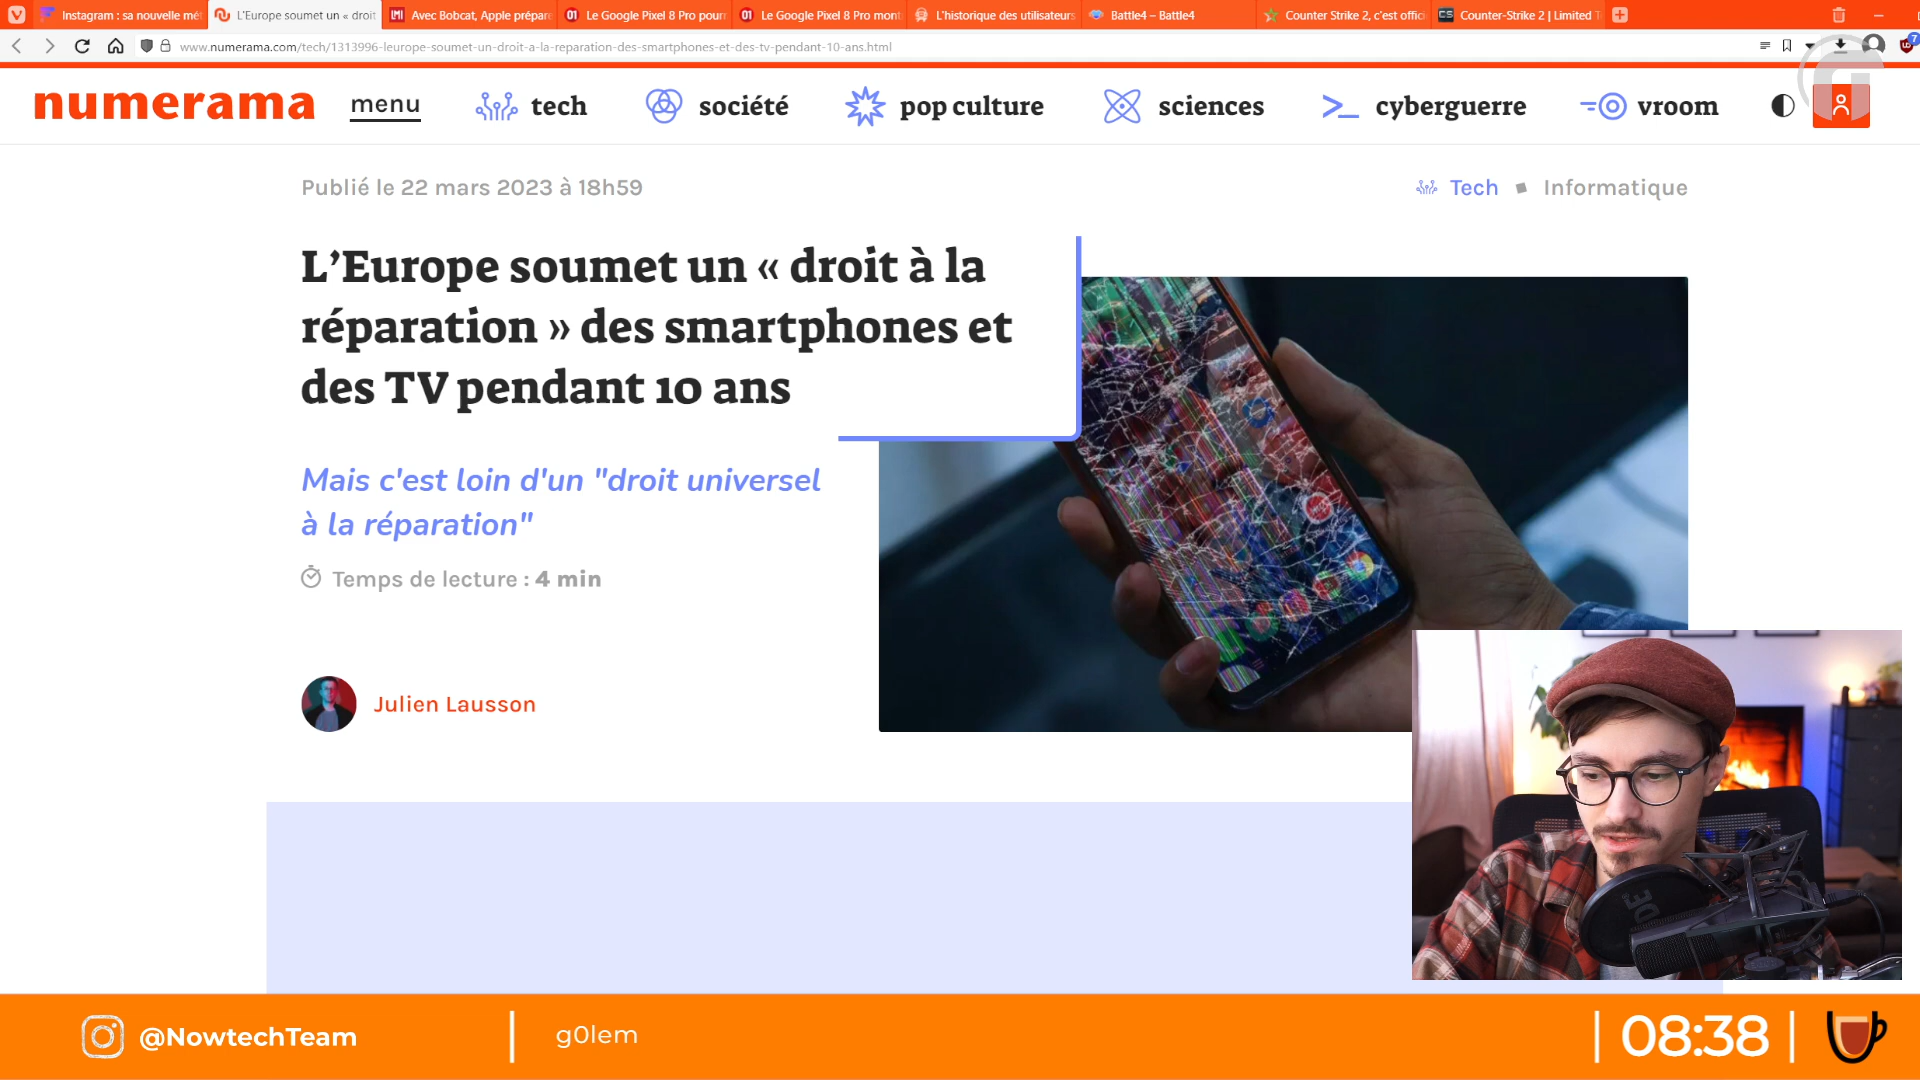 Instagram : sa nouvelle mét
L'Europe soumet un « droit
Avec Bobcat, Apple prépare
Le Google Pixel 8 Pro pourr
Le Google Pixel 8 Pro mont
L'historique des utilisateurs
Battle4 – Battle4
Counter Strike 2, c'est offici
Counter-Strike 2 | Limited T
www.numerama.com/tech/1313996-leurope-soumet-un-droit-a-la-reparation-des-smartphones-et-des-tv-pendant-10-ans.html
7
numerama
menu
tech
société
pop culture
sciences
cyberguerre
vroom
Publié le 22 mars 2023 à 18h59
Tech
Informatique
L'Europe soumet un « droit à la
réparation » des smartphones et
des TV pendant 10 ans
Mais c'est loin d'un "droit universel
à la réparation"
Temps de lecture : 4 min
Julien Lausson
@NowtechTeam
g0lem
08:38